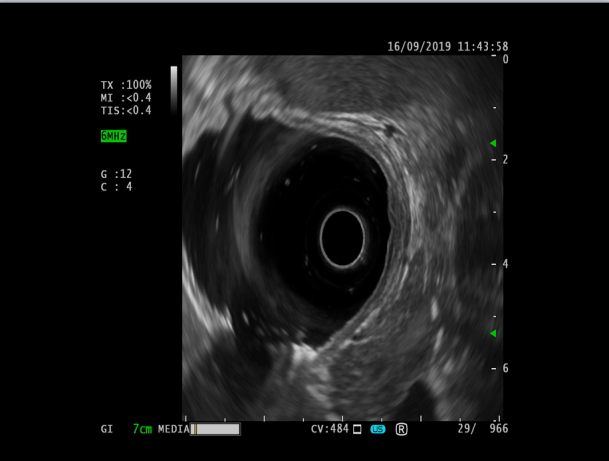 16/09/2019 11:43:58
0
TX :100%
MI :<0.4
TIS:<0.4
6MHz
2
G :12
C : 4
4
6
GI 7cm MEDIA CV:484 US R 29/ 966